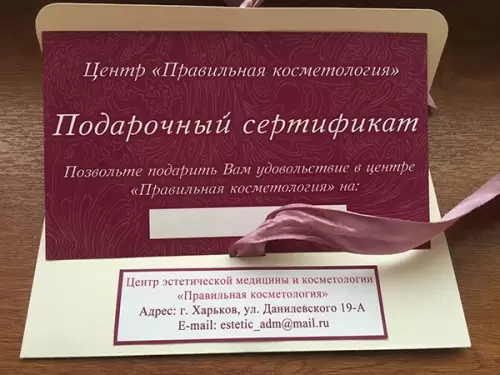 Центр «Правильная косметология»
Подарочный сертификат
Позвольте подарить Вам удовольствие в центре
«Правильная косметология» на:
Центр эстетической медицины и косметологии
«Правильная косметология»
Адрес: г. Харьков, ул. Данилевского 19-А
E-mail: estetic_adm@mail.ru